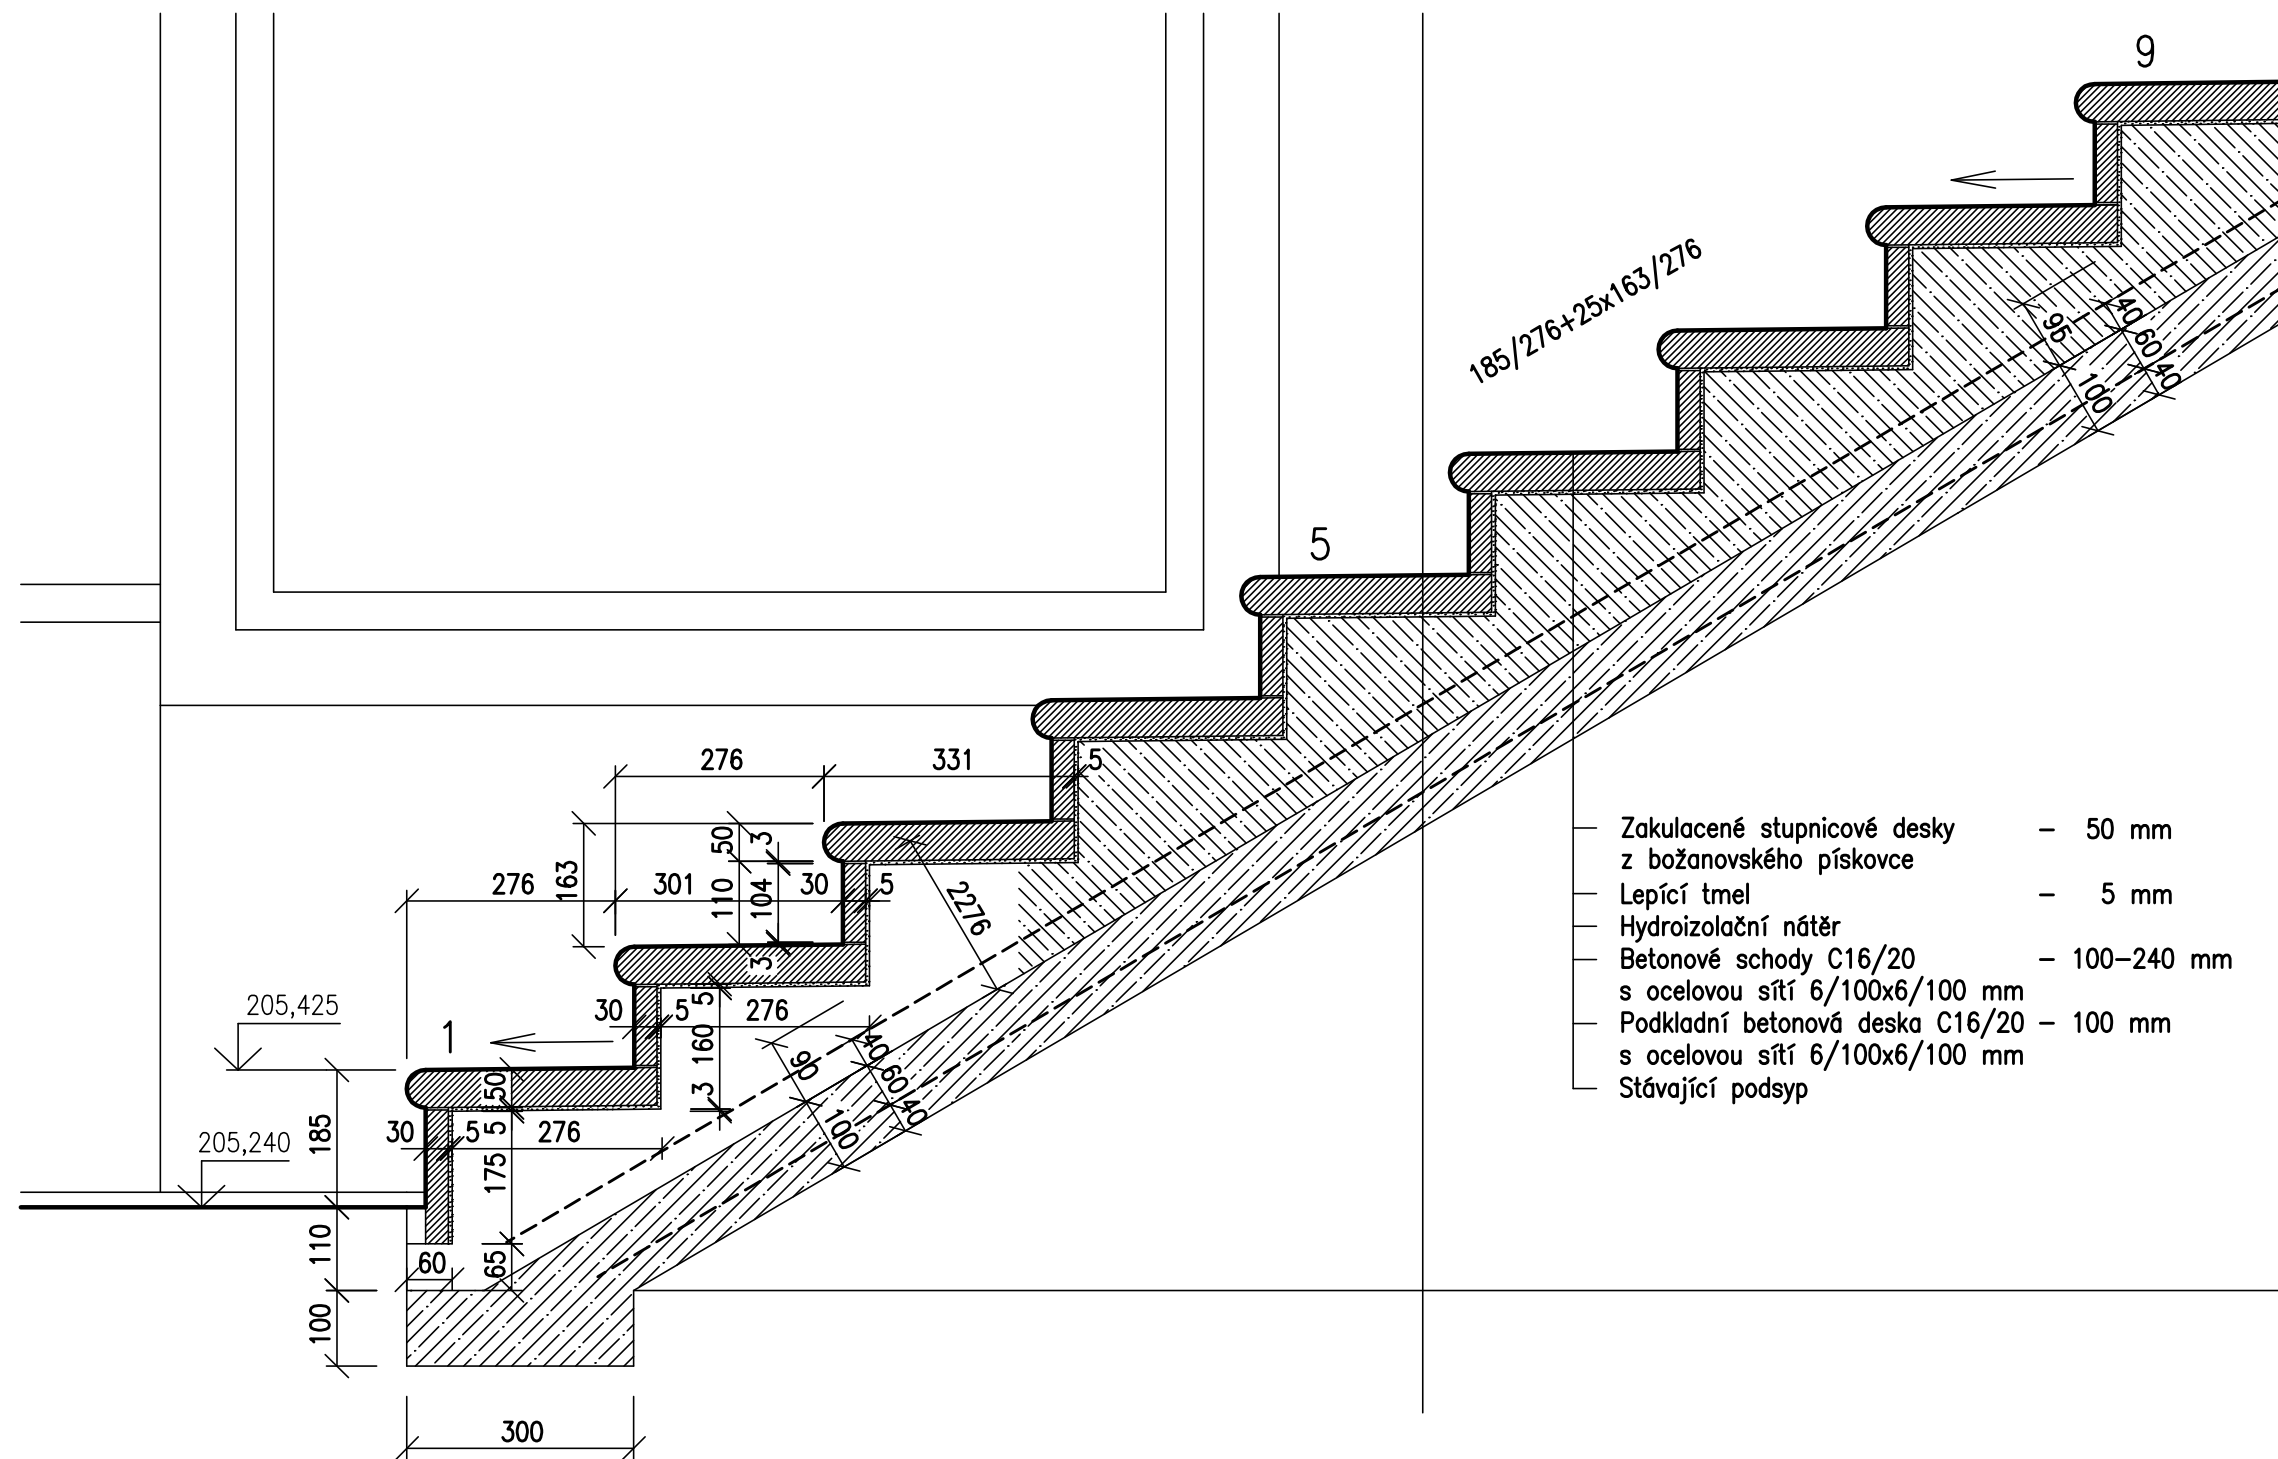 9
185/276+25x163/276
40
95
60
40
100
5
276 331 5
50 3
163
276 301 110 104 30 5
2276
3
205,425
1
30 5 5 276
160
40
90
60
40
3
100
50
205,240
185
30 5 5 276
175
110
60
65
100
300
Zakulacené stupnicové desky – 50 mm
z božanovského pískovce
Lepící tmel – 5 mm
Hydroizolační nátěr
Betonové schody C16/20 – 100–240 mm
s ocelovou sítí 6/100x6/100 mm
Podkladní betonová deska C16/20 – 100 mm
s ocelovou sítí 6/100x6/100 mm
Stávající podsyp